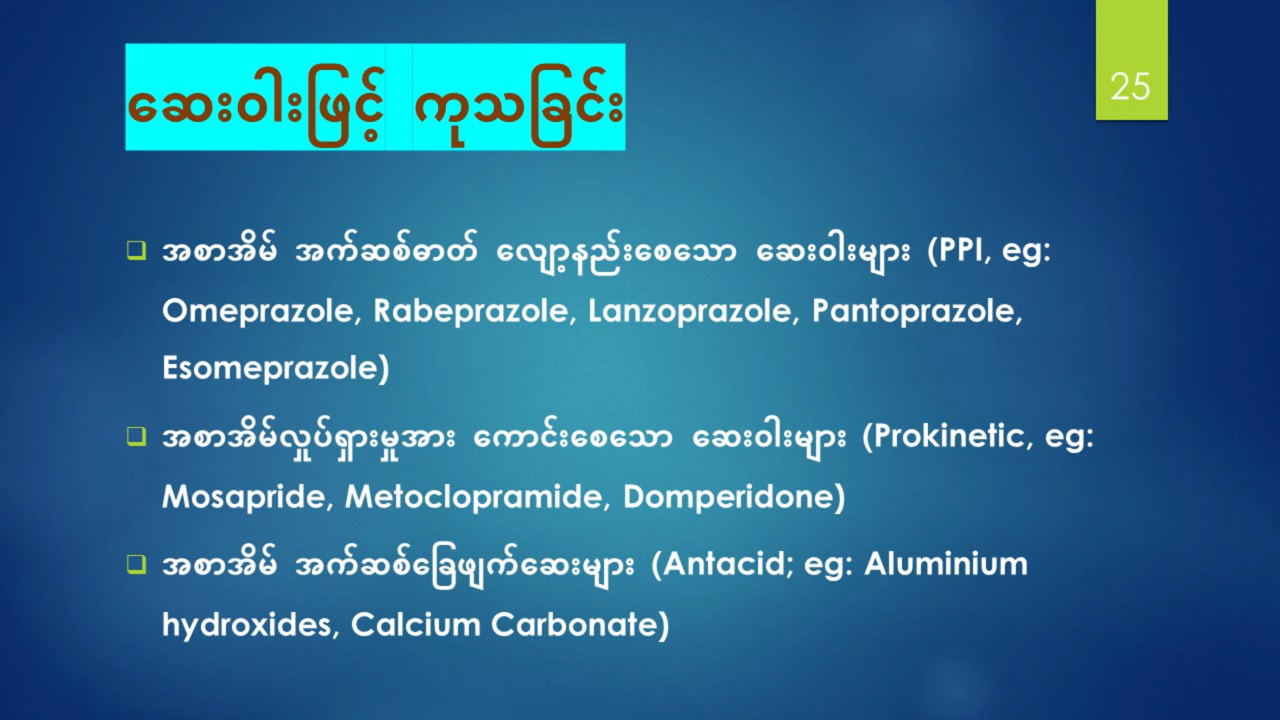 ဆေးဝါးဖြင့် ကုသခြင်း
25
❑ အစာအိမ် အက်ဆစ်ဓာတ် လျော့နည်းစေသော ဆေးဝါးများ (PPI, eg:
Omeprazole, Rabeprazole, Lanzoprazole, Pantoprazole,
Esomeprazole)
❑ အစာအိမ်လှုပ်ရှားမှုအား ကောင်းစေသော ဆေးဝါးများ (Prokinetic, eg:
Mosapride, Metoclopramide, Domperidone)
❑ အစာအိမ် အက်ဆစ်ခြေဖျက်ဆေးများ (Antacid; eg: Aluminium
hydroxides, Calcium Carbonate)